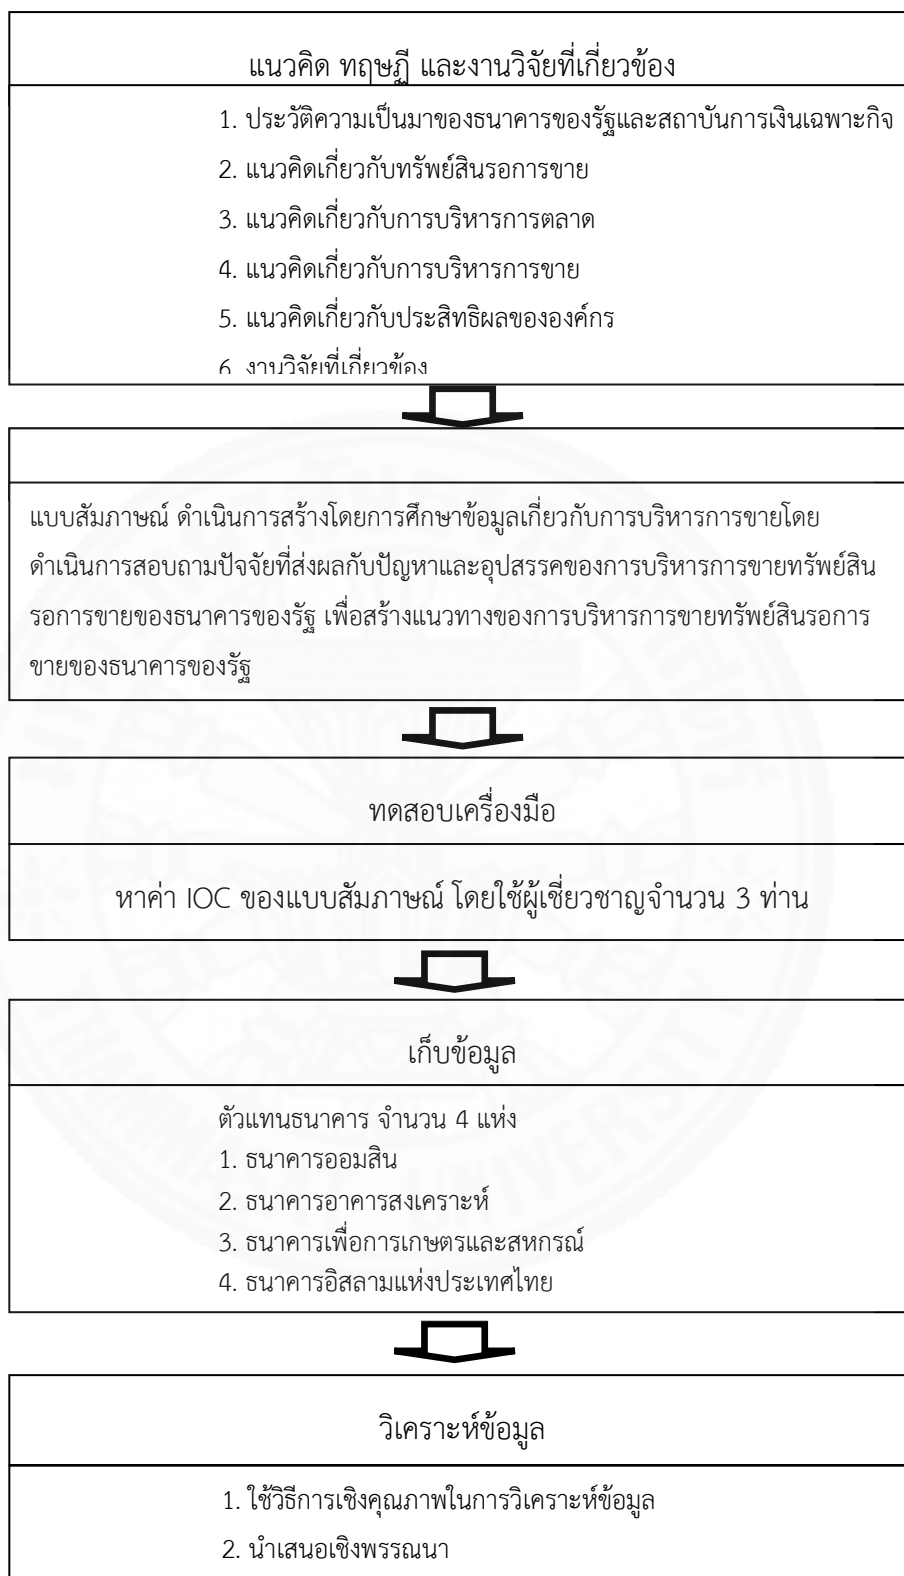 แนวคิด ทฤษฎี และงานวิจัยที่เกี่ยวข้อง
1. ประวัติความเป็นมาของธนาคารของรัฐและสถาบันการเงินเฉพาะกิจ
2. แนวคิดเกี่ยวกับทรัพย์สินรอการขาย
3. แนวคิดเกี่ยวกับการบริหารการตลาด
4. แนวคิดเกี่ยวกับการบริหารการขาย
5. แนวคิดเกี่ยวกับประสิทธิผลขององค์กร
6. งานวิจัยที่เกี่ยวข้อง
แบบสัมภาษณ์ ดำเนินการสร้างโดยการศึกษาข้อมูลเกี่ยวกับการบริหารการขายโดย
ดำเนินการสอบถามปัจจัยที่ส่งผลกับปัญหาและอุปสรรคของการบริหารการขายทรัพย์สิน
รอการขายของธนาคารของรัฐ เพื่อสร้างแนวทางของการบริหารการขายทรัพย์สินรอการ
ขายของธนาคารของรัฐ
ทดสอบเครื่องมือ
หาค่า IOC ของแบบสัมภาษณ์ โดยใช้ผู้เชี่ยวชาญจำนวน 3 ท่าน
เก็บข้อมูล
ตัวแทนธนาคาร จำนวน 4 แห่ง
1. ธนาคารออมสิน
2. ธนาคารอาคารสงเคราะห์
3. ธนาคารเพื่อการเกษตรและสหกรณ์
4. ธนาคารอิสลามแห่งประเทศไทย
วิเคราะห์ข้อมูล
1. ใช้วิธีการเชิงคุณภาพในการวิเคราะห์ข้อมูล
2. นำเสนอเชิงพรรณนา